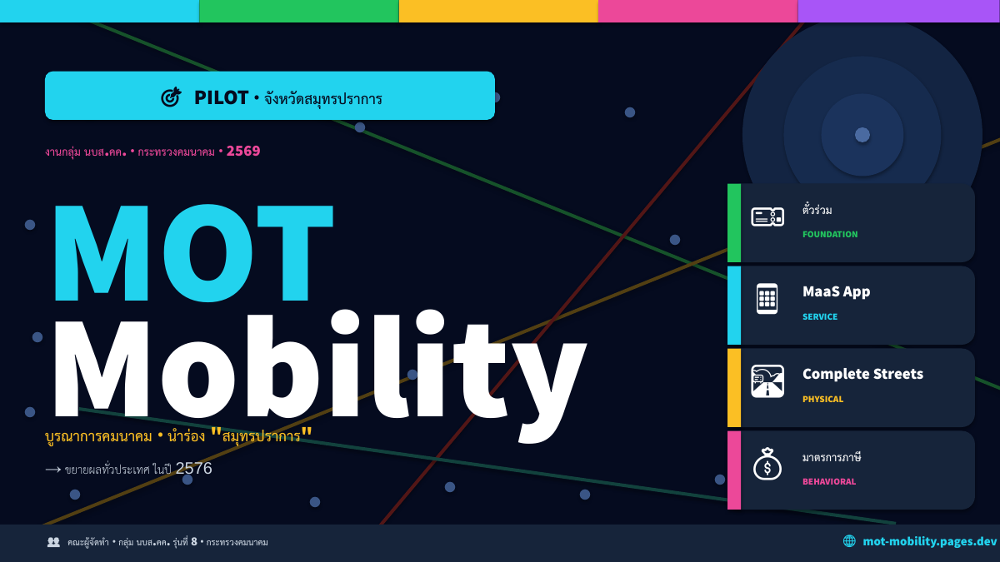 PILOT • จังหวัดสมุทรปราการ
งานกลุ่ม นบส.คค. • กระทรวงคมนาคม • 2569
MOT
Mobility
บูรณาการคมนาคม • นำร่อง "สมุทรปราการ"
→ ขยายผลทั่วประเทศ ในปี 2576
ตั๋วร่วม
FOUNDATION
MaaS App
SERVICE
Complete Streets
PHYSICAL
มาตรการภาษี
BEHAVIORAL
คณะผู้จัดทำ • กลุ่ม นบส.คค. รุ่นที่ 8 • กระทรวงคมนาคม
mot-mobility.pages.dev